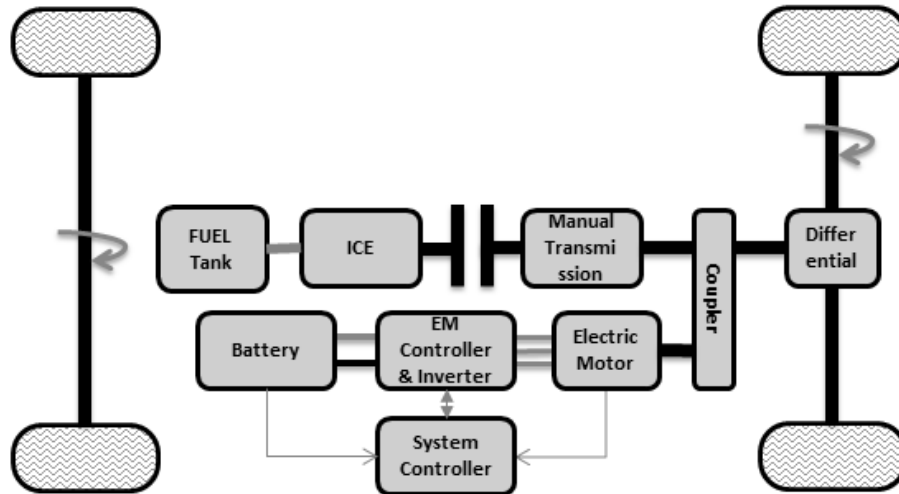 FUEL
Tank
ICE
Manual
Transmi
ssion
Coupler
Differ
ential
Battery
EM
Controller
& Inverter
Electric
Motor
System
Controller